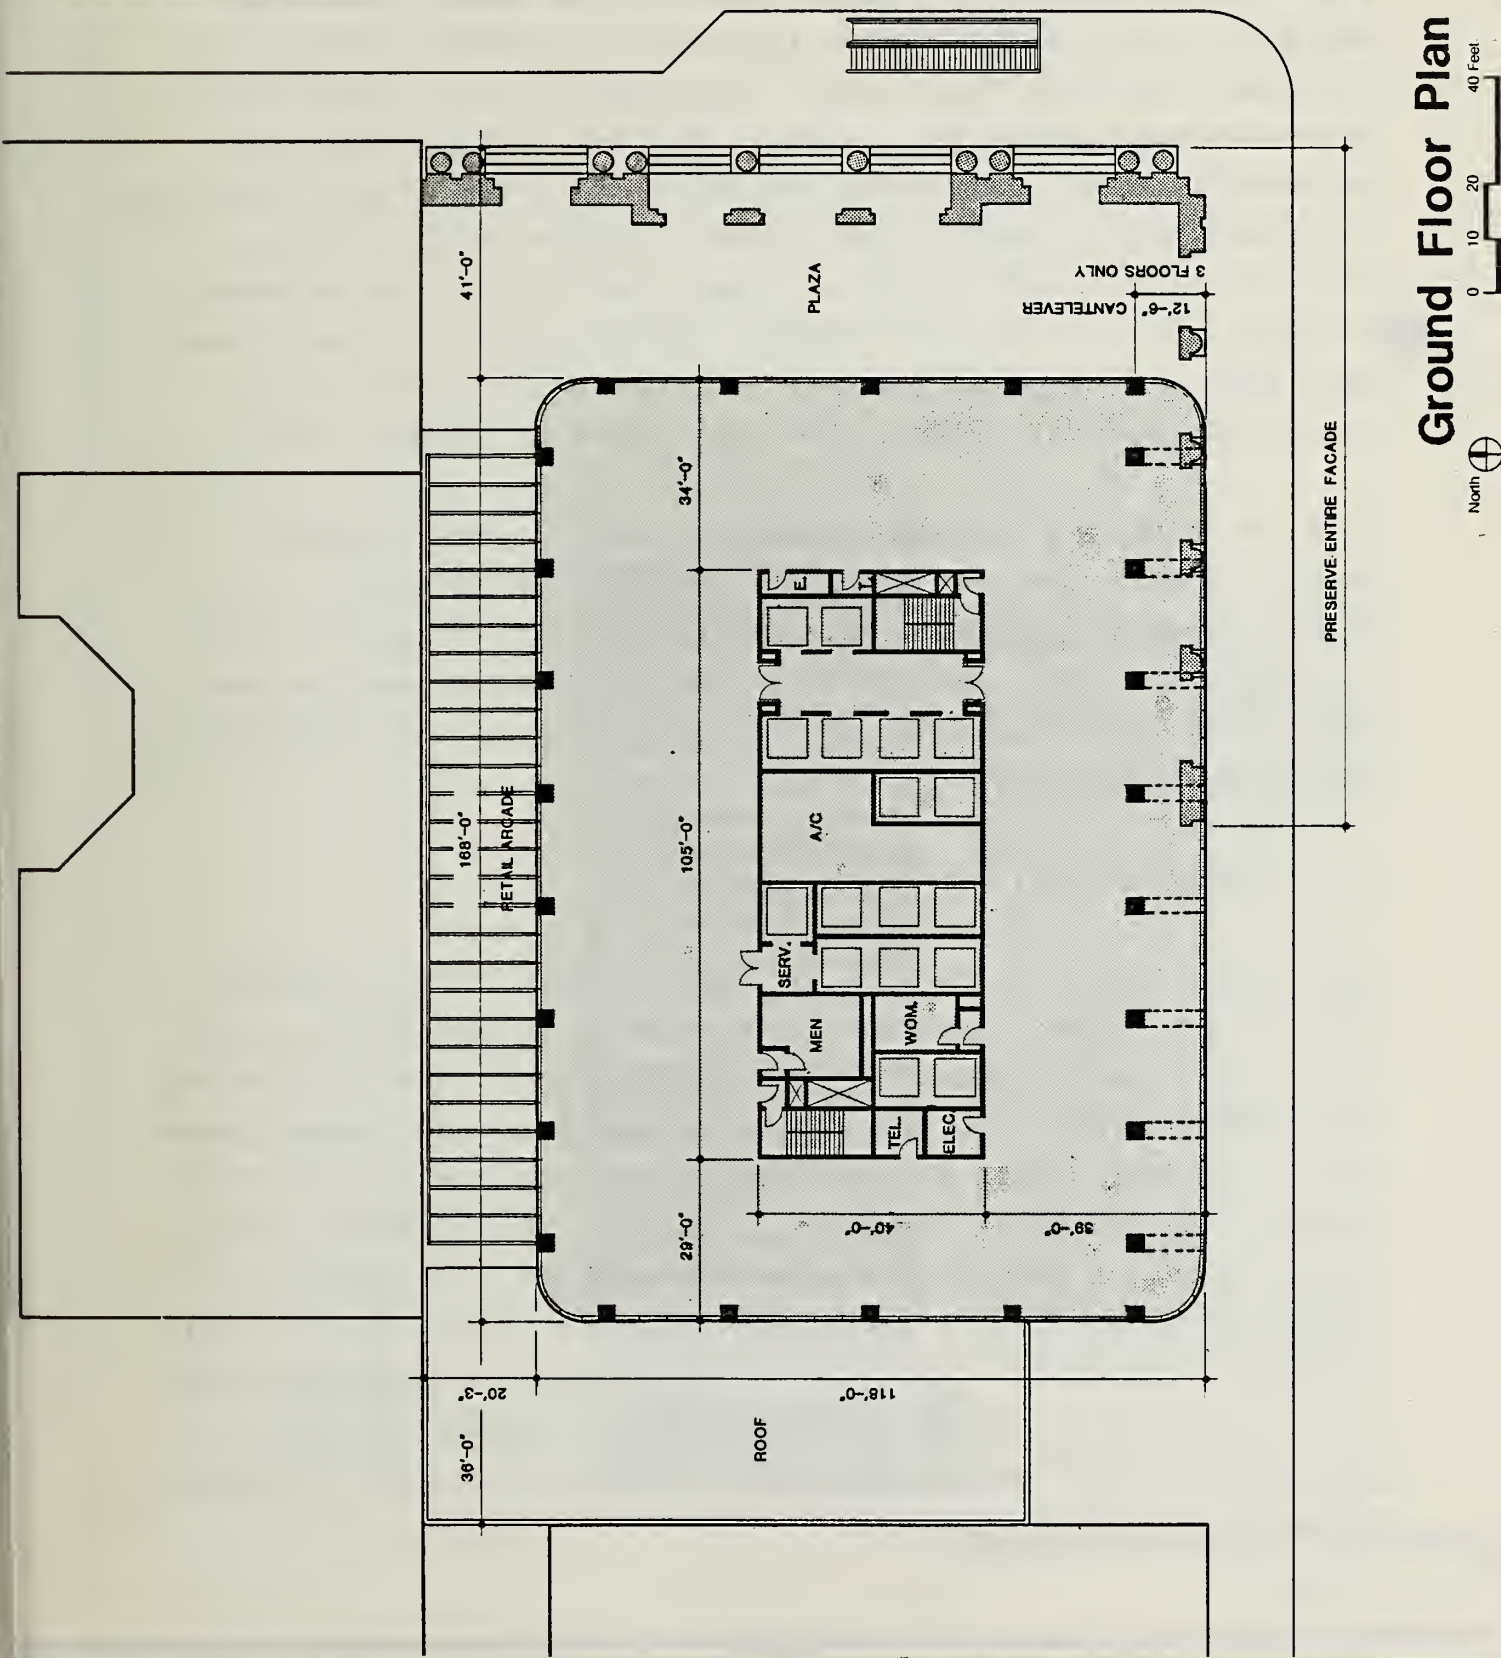 Ground Floor Plan
0 10 20 40 Feet
North
PRESERVE ENTIRE FACADE
PLAZA
3 FLOORS ONLY
12'-6" CANTELEVER
41'-0"
34'-0"
168'-0"
RETAIL ARCADE
105'-0"
29'-0"
E.
T.
A/C
SERV.
MEN
WOM.
TEL.
ELEC.
40'-0"
39'-0"
20'-3"
118'-0"
36'-0"
ROOF